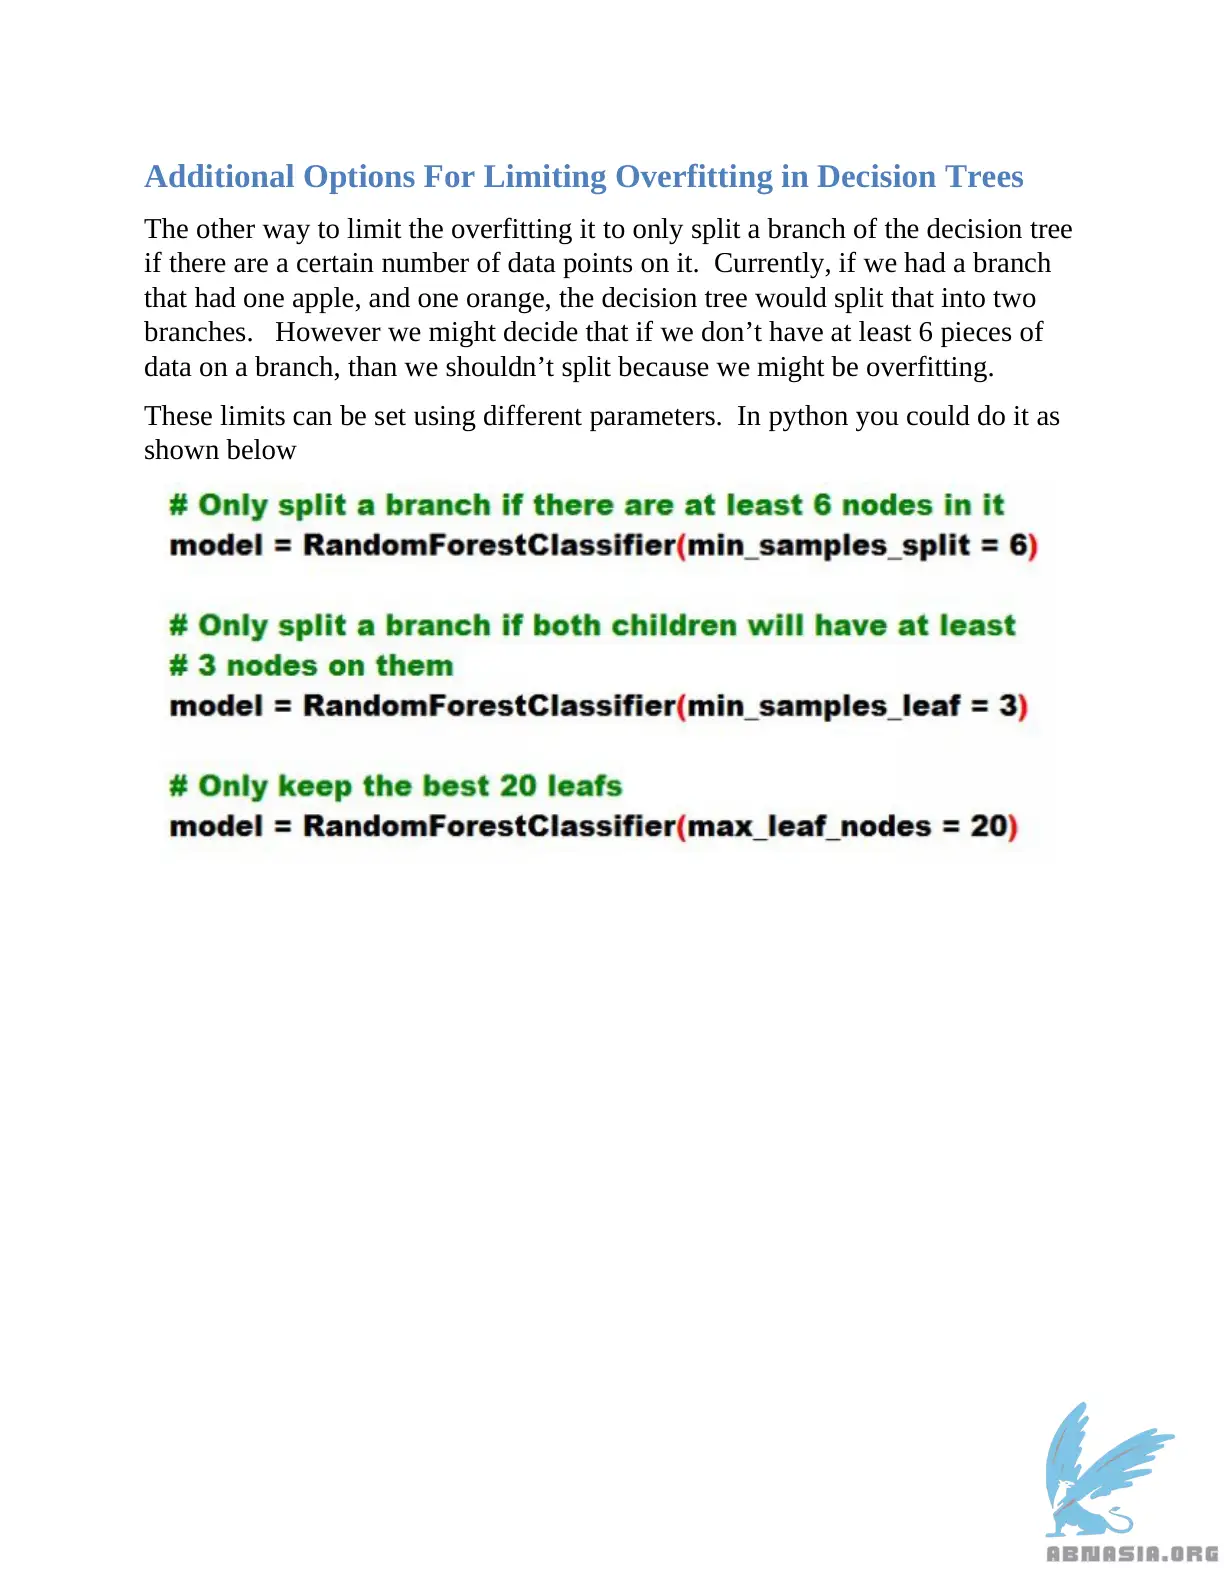 Additional Options For Limiting Overfitting in Decision Trees
The other way to limit the overfitting it to only split a branch of the decision tree
if there are a certain number of data points on it.  Currently, if we had a branch
that had one apple, and one orange, the decision tree would split that into two
branches.   However we might decide that if we don’t have at least 6 pieces of
data on a branch, than we shouldn’t split because we might be overfitting.
These limits can be set using different parameters.  In python you could do it as
shown below
# Only split a branch if there are at least 6 nodes in it
model = RandomForestClassifier(min_samples_split = 6)
# Only split a branch if both children will have at least
# 3 nodes on them
model = RandomForestClassifier(min_samples_leaf = 3)
# Only keep the best 20 leafs
model = RandomForestClassifier(max_leaf_nodes = 20)
ABNASIA.ORG